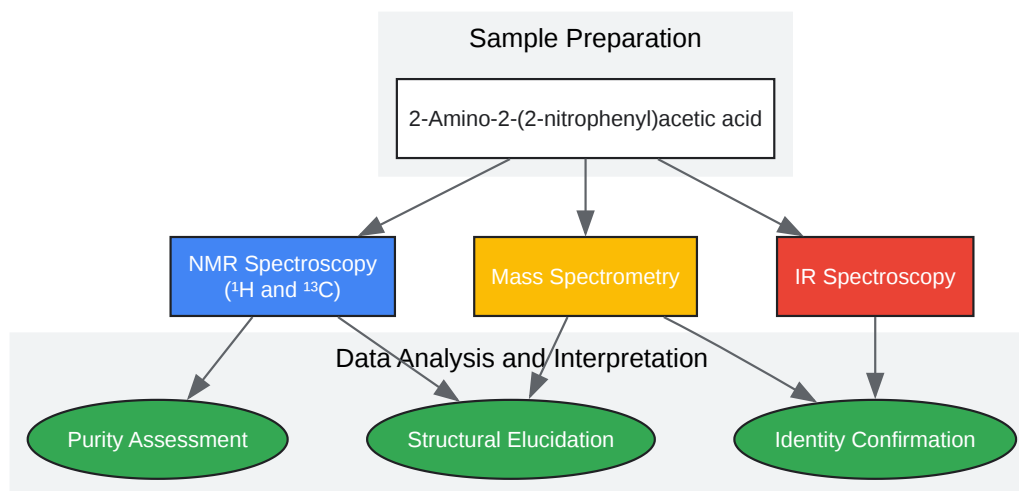 Sample Preparation
2-Amino-2-(2-nitrophenyl)acetic acid
NMR Spectroscopy
(¹H and ¹³C)
Mass Spectrometry
IR Spectroscopy
Data Analysis and Interpretation
Purity Assessment
Structural Elucidation
Identity Confirmation